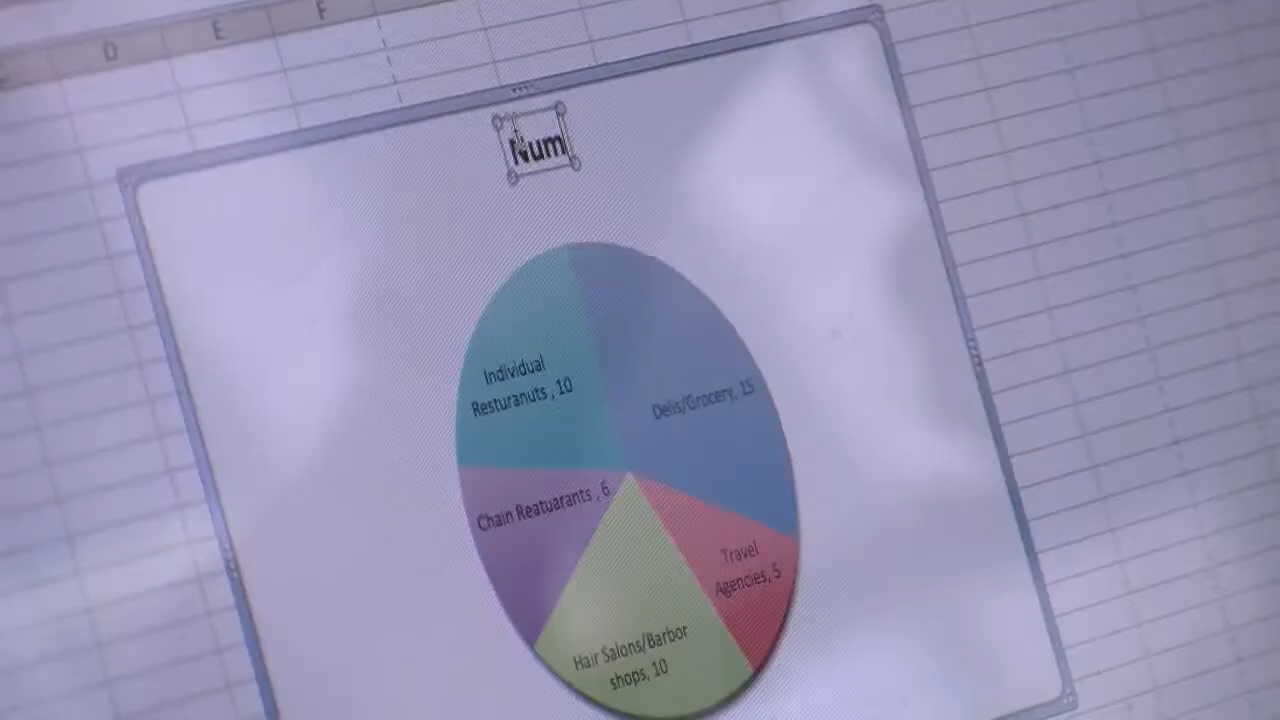 D
E
F
Num
Individual
Resturanuts , 10
Delis/Grocery, 15
Chain Reatuarants , 6
Travel
Agencies, 5
Hair Salons/Barbor
shops, 10